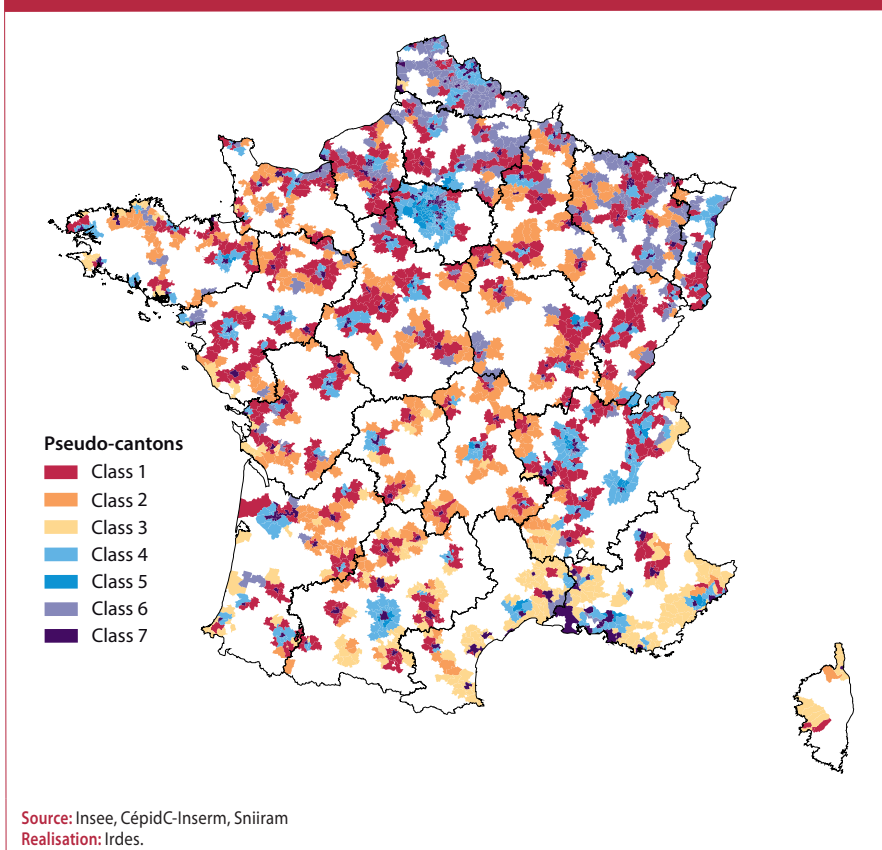 Pseudo-cantons
Class 1
Class 2
Class 3
Class 4
Class 5
Class 6
Class 7
Source: Insee, CépidC-Inserm, Sniiram
Realisation: Irdes.